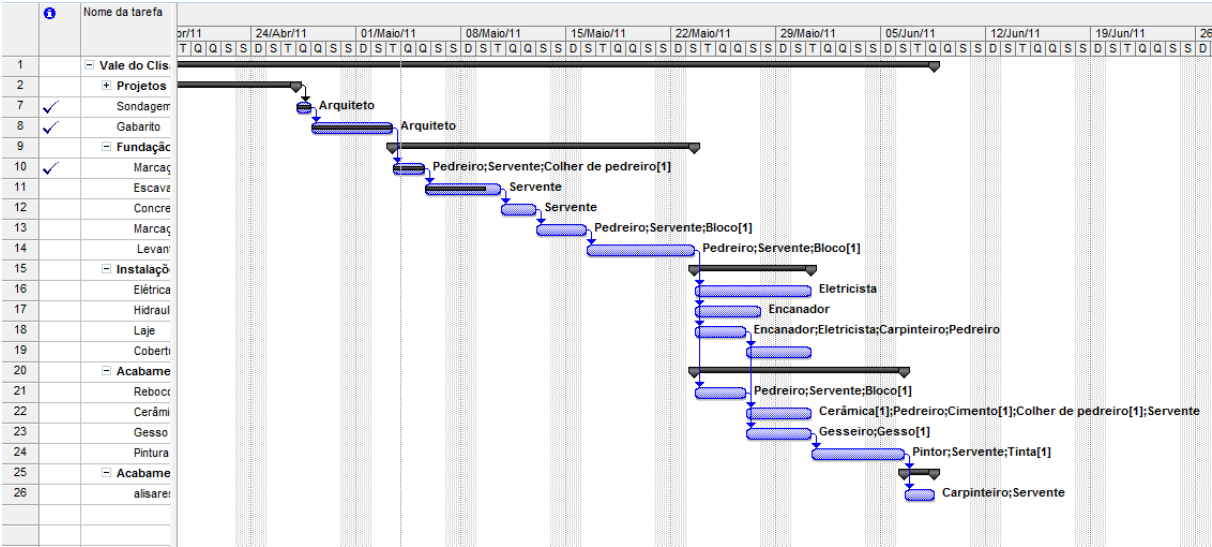 Nome da tarefa
or/11 24/Abr/11 01/Maio/11 08/Maio/11 15/Maio/11 22/Maio/11 29/Maio/11 05/Jun/11 12/Jun/11 19/Jun/11 26
T Q Q S S D S T Q Q S S D S T Q Q S S D S T Q Q S S D S T Q Q S S D S T Q Q S S D S T Q Q S S D S T Q Q S S D S T Q Q S S D S T Q Q S S D
1 Vale do Clis
2 Projetos
7 Sondagem Arquiteto
8 Gabarito Arquiteto
9 Fundação
10 Marcaç Pedreiro;Servente;Colher de pedreiro[1]
11 Escava Servente
12 Concre Servente
13 Marcaç Pedreiro;Servente;Bloco[1]
14 Levan Pedreiro;Servente;Bloco[1]
15 Instalaçõ
16 Elétrica Eletricista
17 Hidraul Encanador
18 Laje Encanador;Eletricista;Carpinteiro;Pedreiro
19 Cobert
20 Acabame
21 Reboco Pedreiro;Servente;Bloco[1]
22 Cerâmi Cerâmica[1];Pedreiro;Cimento[1];Colher de pedreiro[1];Servente
23 Gesso Gesseiro;Gesso[1]
24 Pintura Pintor;Servente;Tinta[1]
25 Acabame
26 alisares Carpinteiro;Servente